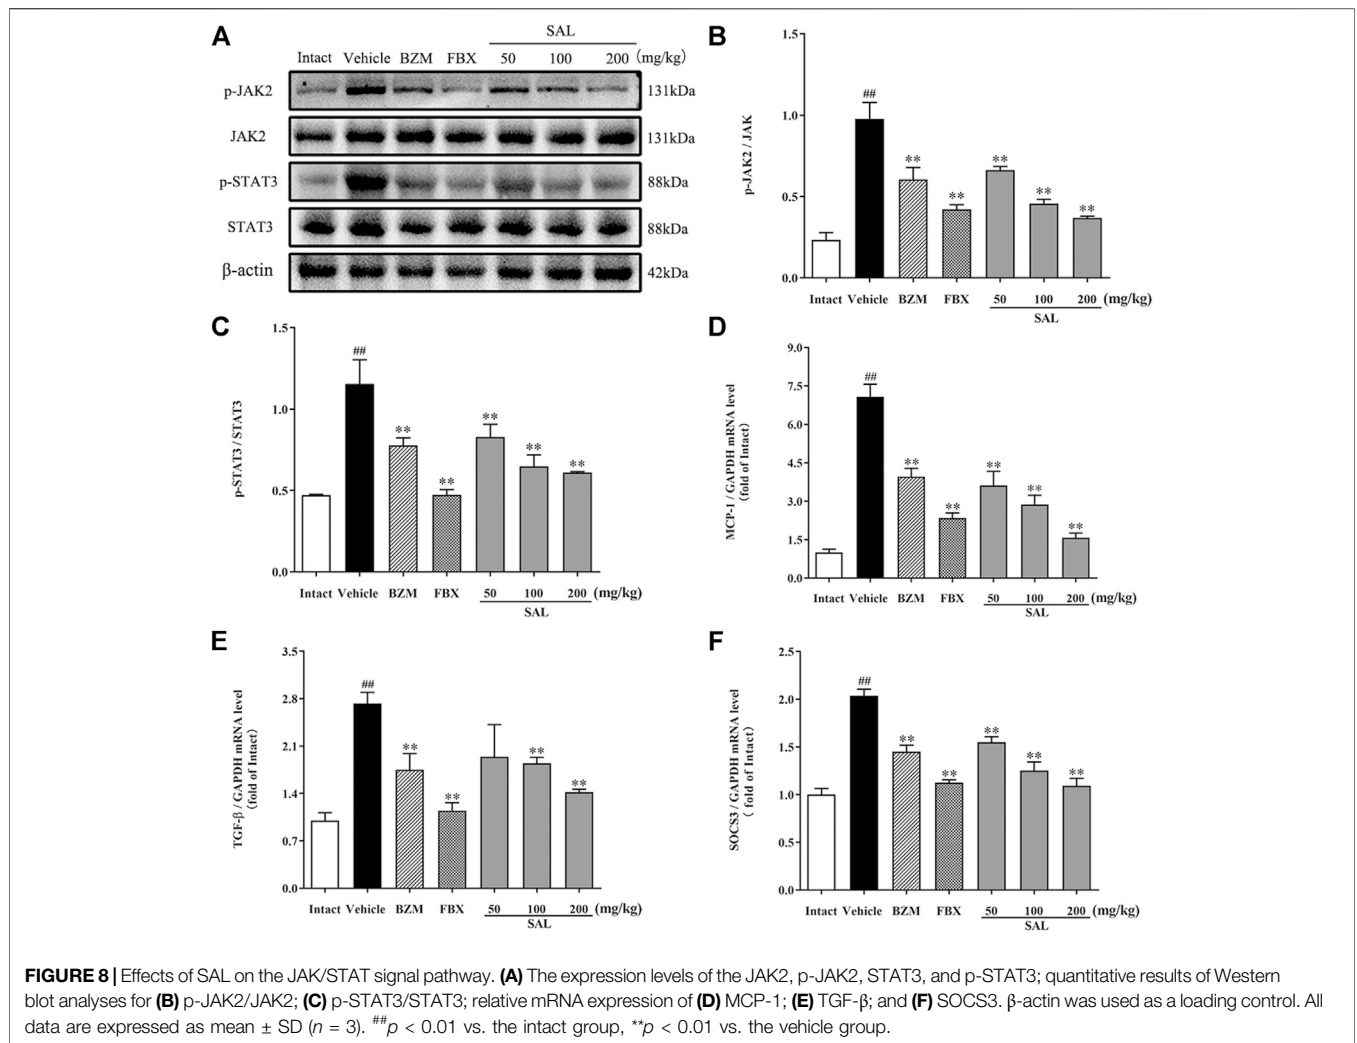 A
SAL
Intact Vehicle BZM FBX 50 100 200 (mg/kg)
p-JAK2 131kDa
JAK2 131kDa
p-STAT3 88kDa
STAT3 88kDa
β-actin 42kDa
B
p-JAK2 / JAK
1.5
1.0
0.5
0.0
##
**
**
**
**
**
Intact Vehicle BZM FBX 50 100 200 (mg/kg)
SAL
C
p-STAT3 / STAT3
1.5
1.0
0.5
0.0
##
**
**
**
**
**
Intact Vehicle BZM FBX 50 100 200 (mg/kg)
SAL
D
MCP-1 / GAPDH mRNA level
(fold of Intact)
9.0
7.5
6.0
4.5
3.0
1.5
0.0
##
**
**
**
**
**
Intact Vehicle BZM FBX 50 100 200 (mg/kg)
SAL
E
TGF-β / GAPDH mRNA level
(fold of Intact)
3.5
2.8
2.1
1.4
0.7
0.0
##
**
**
**
**
Intact Vehicle BZM FBX 50 100 200 (mg/kg)
SAL
F
SOCS3 / GAPDH mRNA level
( fold of Intact)
2.5
2.0
1.5
1.0
0.5
0.0
##
**
**
**
**
**
Intact Vehicle BZM FBX 50 100 200 (mg/kg)
SAL
FIGURE 8 | Effects of SAL on the JAK/STAT signal pathway. (A) The expression levels of the JAK2, p-JAK2, STAT3, and p-STAT3; quantitative results of Western
blot analyses for (B) p-JAK2/JAK2; (C) p-STAT3/STAT3; relative mRNA expression of (D) MCP-1; (E) TGF-β; and (F) SOCS3. β-actin was used as a loading control. All
data are expressed as mean ± SD (n = 3). ##p < 0.01 vs. the intact group, **p < 0.01 vs. the vehicle group.